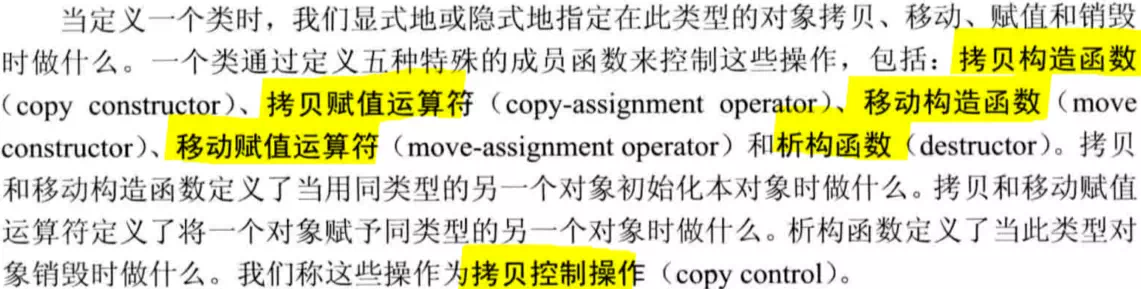 当定义一个类时，我们显式地或隐式地指定在此类型的对象拷贝、移动、赋值和销毁
时做什么。一个类通过定义五种特殊的成员函数来控制这些操作，包括：拷贝构造函数
（copy constructor）、拷贝赋值运算符（copy-assignment operator）、移动构造函数（move
constructor）、移动赋值运算符（move-assignment operator）和析构函数（destructor）。拷贝
和移动构造函数定义了当用同类型的另一个对象初始化本对象时做什么。拷贝和移动赋值
运算符定义了将一个对象赋予同类型的另一个对象时做什么。析构函数定义了当此类型对
象销毁时做什么。我们称这些操作为拷贝控制操作（copy control）。